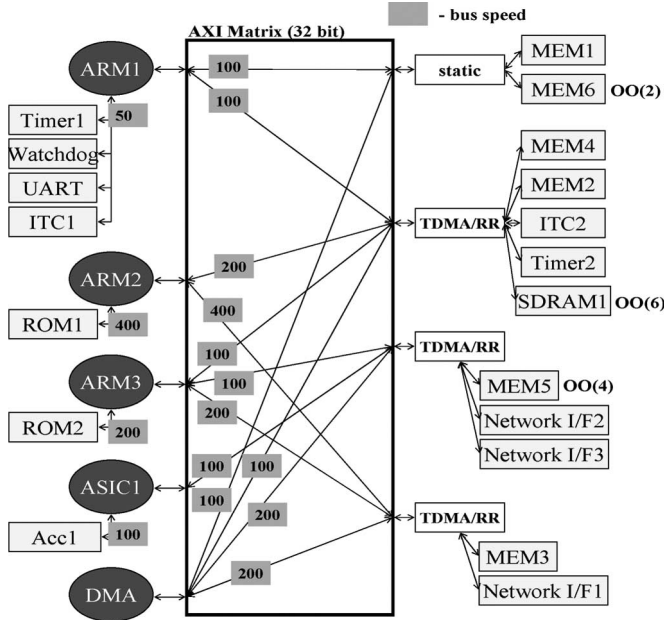 - bus speed
AXI Matrix (32 bit)
ARM1
100
static
MEM1
100
MEM6 OO(2)
50
Timer1
Watchdog
UART
ITC1
MEM4
MEM2
TDMA/RR
ITC2
Timer2
SDRAM1 OO(6)
ARM2
200
400
ROM1
400
ARM3
100
100
200
TDMA/RR
MEM5 OO(4)
Network I/F2
Network I/F3
ROM2
200
ASIC1
100
100
100
200
Acc1
100
TDMA/RR
MEM3
Network I/F1
DMA
200